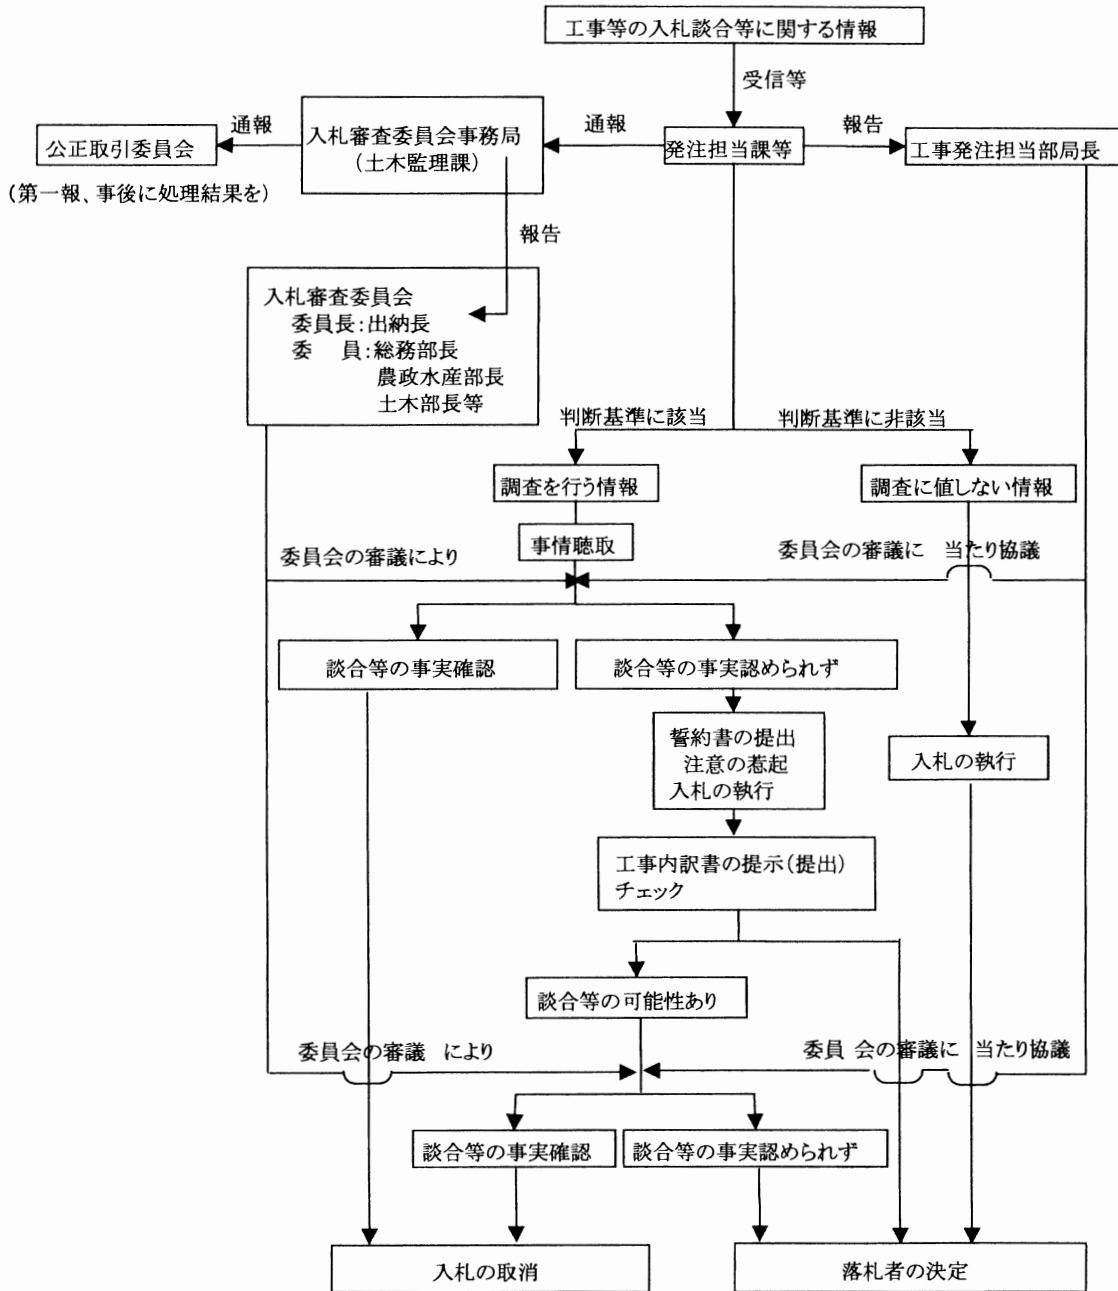 工事等の入札談合等に関する情報
受信等
通報
入札審査委員会事務局
(土木監理課)
通報
発注担当課等
報告
工事発注担当部局長
公正取引委員会
(第一報、事後に処理結果を)
報告
入札審査委員会
委員長:出納長
委 員:総務部長
農政水産部長
土木部長等
判断基準に該当
判断基準に非該当
調査を行う情報
調査に値しない情報
事情聴取
委員会の審議により
委員会の審議に 当たり協議
談合等の事実確認
談合等の事実認められず
誓約書の提出
注意の惹起
入札の執行
入札の執行
工事内訳書の提示(提出)
チェック
談合等の可能性あり
委員会の審議 により
委員 会の審議に 当たり協議
談合等の事実確認
談合等の事実認められず
入札の取消
落札者の決定